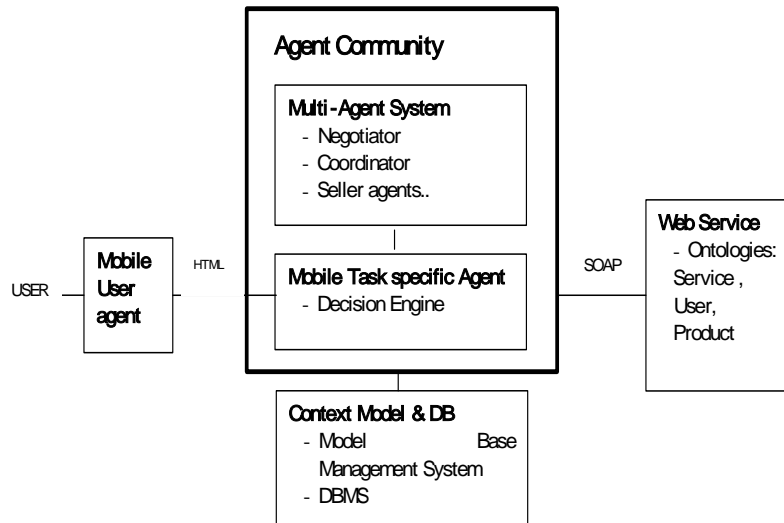 Agent Community
Multi-Agent System
- Negotiator
- Coordinator
- Seller agents..
USER
Mobile
User
agent
HTML
Mobile Task specific Agent
- Decision Engine
SOAP
Web Service
- Ontologies:
Service ,
User,
Product
Context Model & DB
- Model Base
Management System
- DBMS